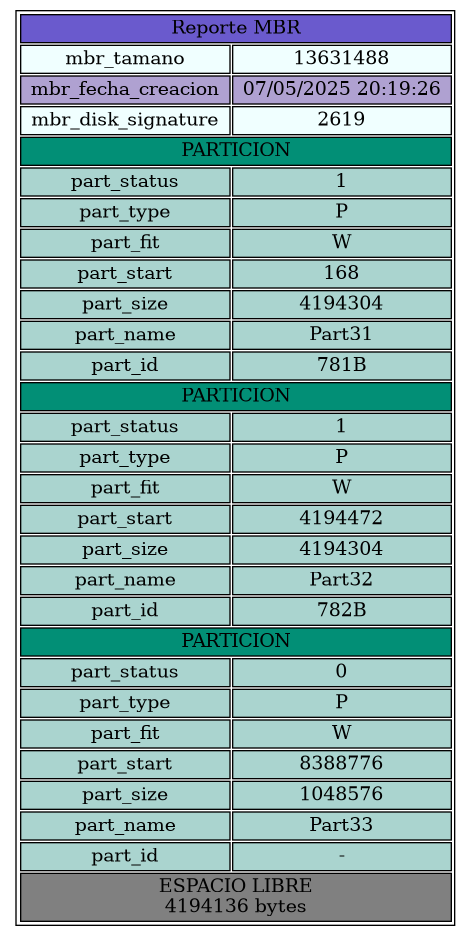 Reporte MBR
mbr_tamano 13631488
mbr_fecha_creacion 07/05/2025 20:19:26
mbr_disk_signature 2619
PARTICION
part_status 1
part_type P
part_fit W
part_start 168
part_size 4194304
part_name Part31
part_id 781B
PARTICION
part_status 1
part_type P
part_fit W
part_start 4194472
part_size 4194304
part_name Part32
part_id 782B
PARTICION
part_status 0
part_type P
part_fit W
part_start 8388776
part_size 1048576
part_name Part33
part_id -
ESPACIO LIBRE
4194136 bytes